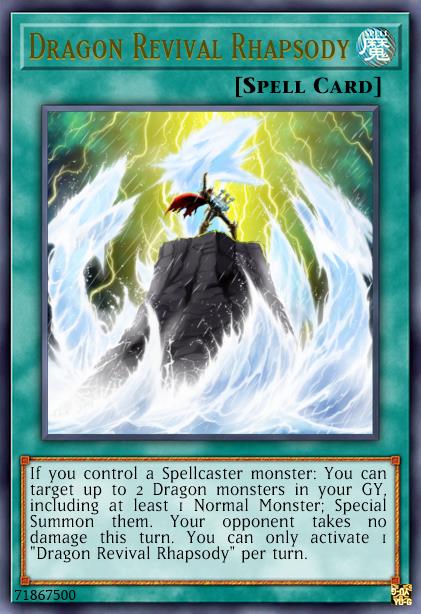 Dragon Revival Rhapsody
SPELL 魔
[Spell Card]
If you control a Spellcaster monster: You can
target up to 2 Dragon monsters in your GY,
including at least 1 Normal Monster; Special
Summon them. Your opponent takes no
damage this turn. You can only activate 1
"Dragon Revival Rhapsody" per turn.
71867500